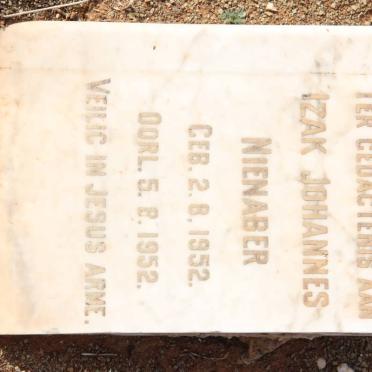 TER GEDAGTENIS AAN
IZAK JOHANNES
NIENABER
GEB. 2. 8. 1952.
OORL. 5. 8. 1952.
VEILIG IN JESUS ARME.